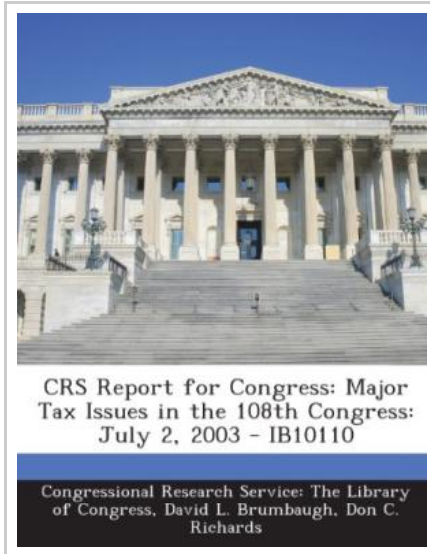 CRS Report for Congress: Major
Tax Issues in the 108th Congress:
July 2, 2003 - IB10110
Congressional Research Service: The Library
of Congress, David L. Brumbaugh, Don C.
Richards